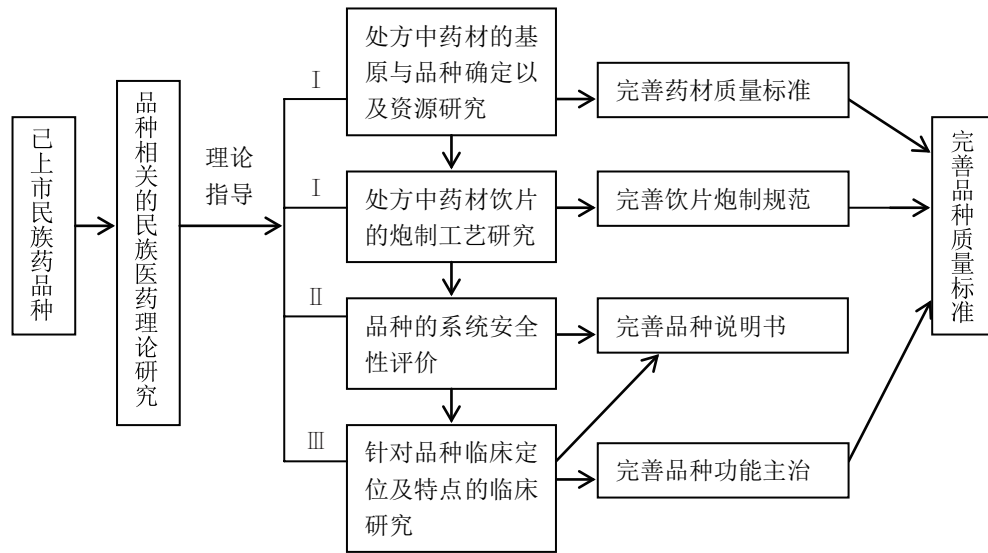 已上市民族药品种
品种相关的民族医药理论研究
理论
指导
Ⅰ
处方中药材的基
原与品种确定以
及资源研究
完善药材质量标准
Ⅰ
处方中药材饮片
的炮制工艺研究
完善饮片炮制规范
Ⅱ
品种的系统安全
性评价
完善品种说明书
Ⅲ
针对品种临床定
位及特点的临床
研究
完善品种功能主治
完善品种质量标准